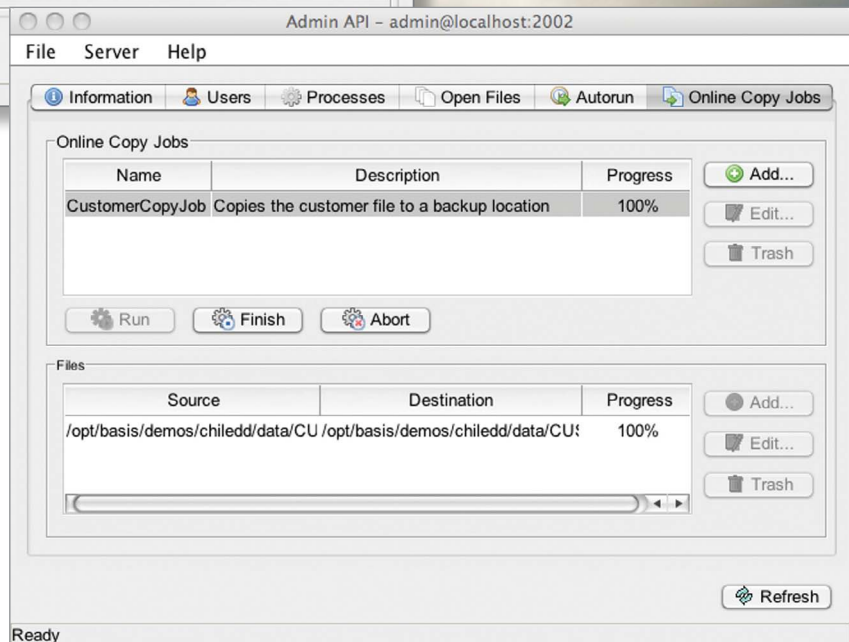 Admin API – admin@localhost:2002
File Server Help
Information Users Processes Open Files Autorun Online Copy Jobs
Online Copy Jobs
Name Description Progress Add...
CustomerCopyJob Copies the customer file to a backup location 100% Edit...
Trash
Run Finish Abort
Files
Source Destination Progress Add...
/opt/basis/demos/chiledd/data/CU /opt/basis/demos/chiledd/data/CUS 100% Edit...
Trash
Refresh
Ready